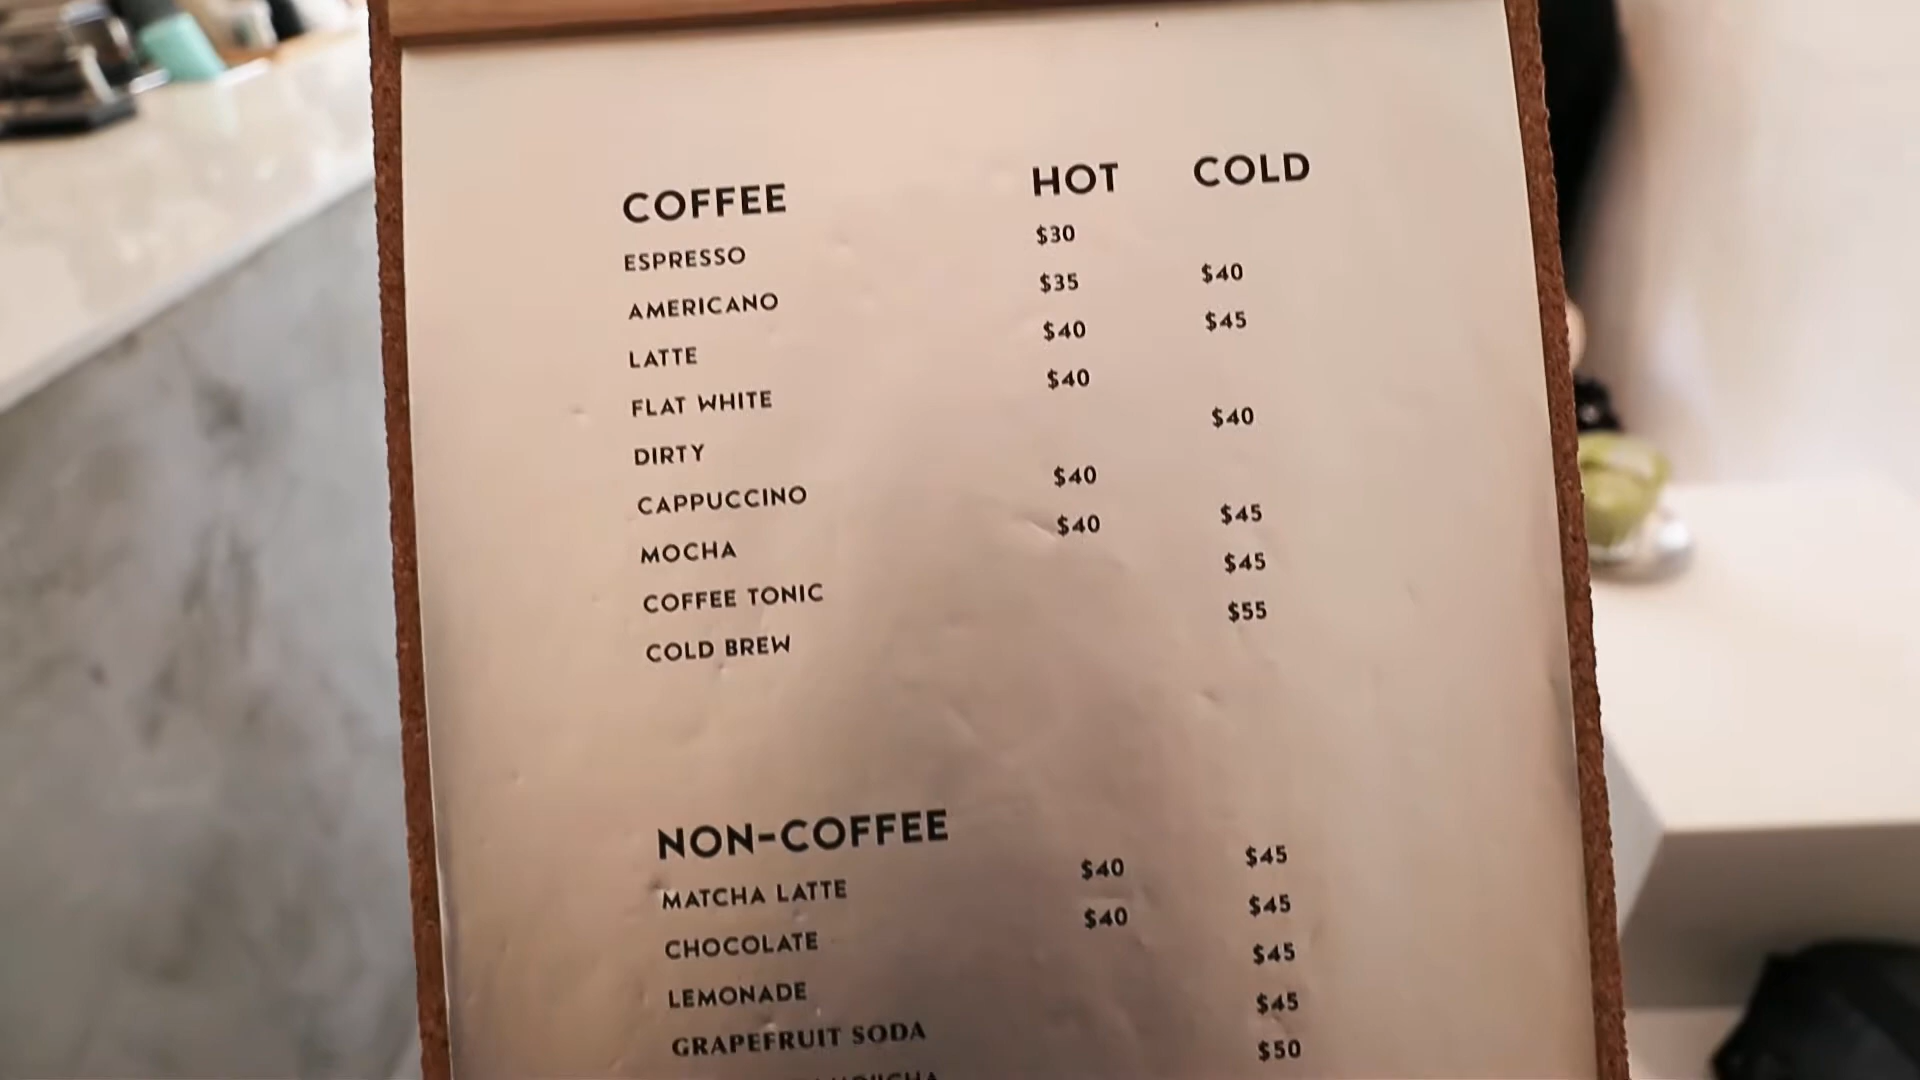 COFFEE HOT COLD
ESPRESSO $30
AMERICANO $35 $40
LATTE $40 $45
FLAT WHITE $40
DIRTY $40
CAPPUCCINO $40
MOCHA $40 $45
COFFEE TONIC $45
COLD BREW $55
NON-COFFEE
MATCHA LATTE $40 $45
CHOCOLATE $40 $45
LEMONADE $45
GRAPEFRUIT SODA $45
$50